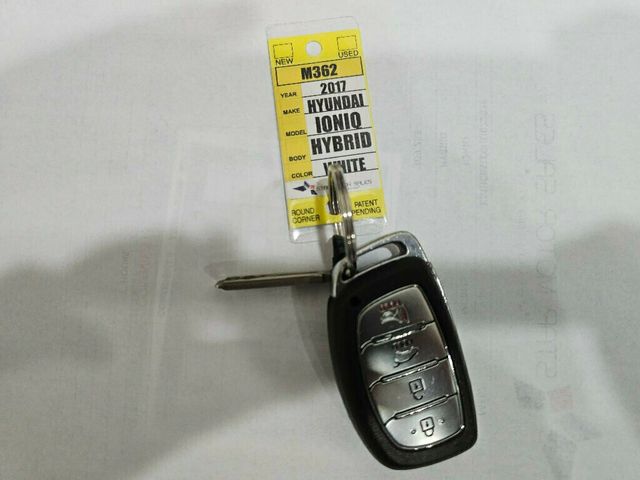 NEW USED
M362
YEAR 2017
MAKE HYUNDAI
MODEL IONIQ
HYBRID
BODY
COLOR WHITE
ROUND CORNER
PATENT PENDING